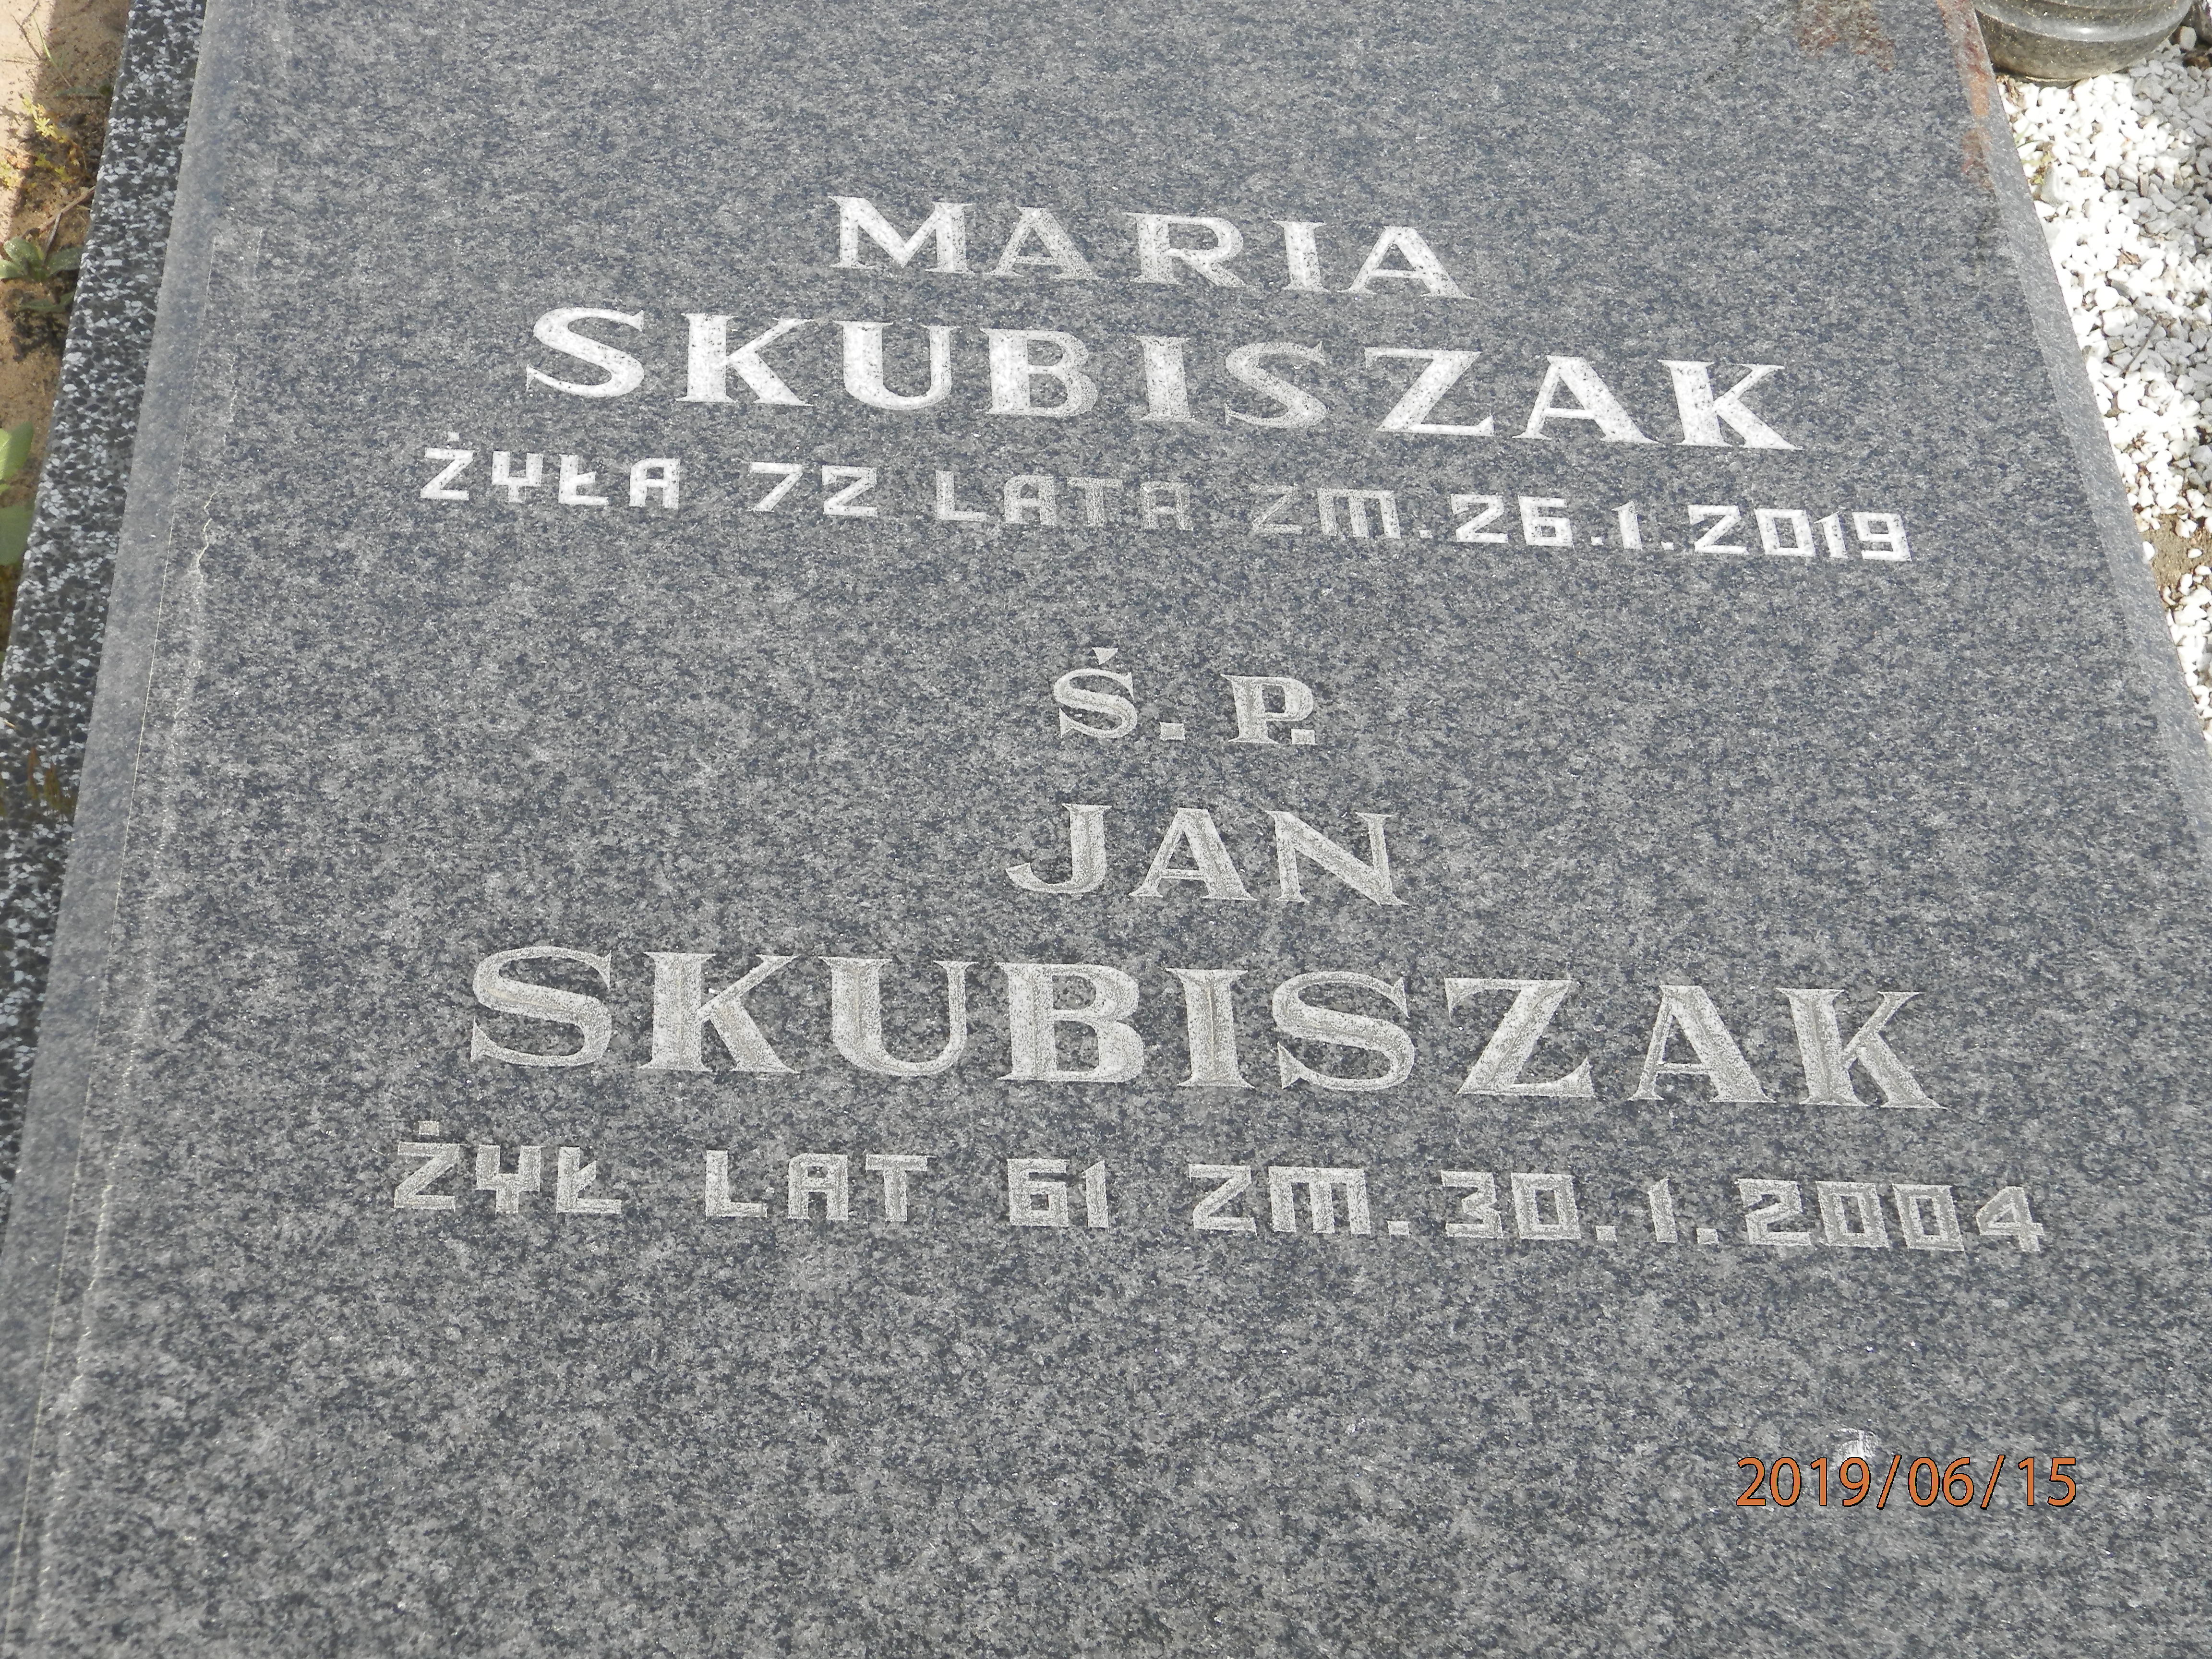 MARIA
SKUBISZAK
ŻYŁA 72 LATA ZM. 26.1.2019
Ś.P.
JAN
SKUBISZAK
ŻYŁ LAT 61 ZM. 30.1.2004
2019/06/15